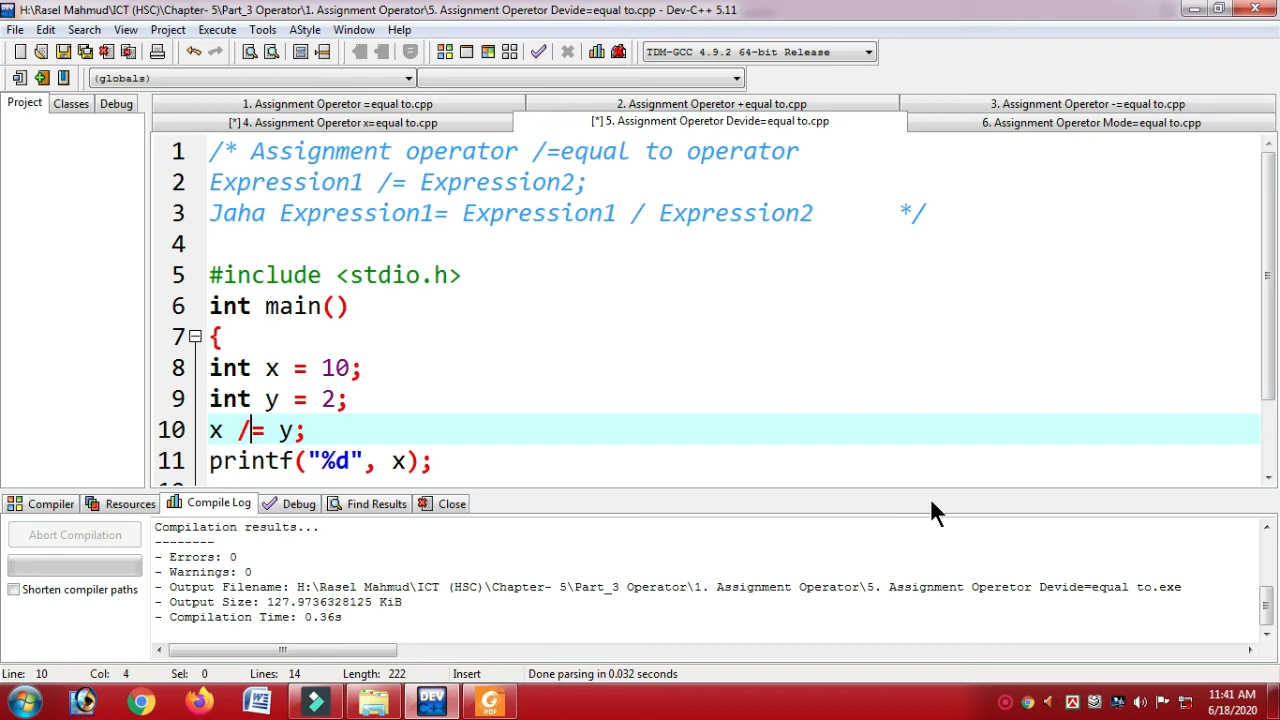 H:\Rasel Mahmud\ICT (HSC)\Chapter- 5\Part_3 Operator\1. Assignment Operetor\5. Assignment Operetor Devide=equal to.cpp - Dev-C++ 5.11
File Edit Search View Project Execute Tools AStyle Window Help
TDM-GCC 4.9.2 64-bit Release
(globals)
Project Classes Debug
1. Assignment Operetor =equal to.cpp 2. Assignment Operetor +equal to.cpp 3. Assignment Operetor -=equal to.cpp
[*] 4. Assignment Operetor x=equal to.cpp [*] 5. Assignment Operetor Devide=equal to.cpp 6. Assignment Operetor Mode=equal to.cpp
1 /* Assignment operator /=equal to operator
2 Expression1 /= Expression2;
3 Jaha Expression1= Expression1 / Expression2 */
4
5 #include <stdio.h>
6 int main()
7 {
8 int x = 10;
9 int y = 2;
10 x /= y;
11 printf("%d", x);
Compiler Resources Compile Log Debug Find Results Close
Abort Compilation
Shorten compiler paths
Compilation results...
--------
- Errors: 0
- Warnings: 0
- Output Filename: H:\Rasel Mahmud\ICT (HSC)\Chapter- 5\Part_3 Operator\1. Assignment Operator\5. Assignment Operetor Devide=equal to.exe
- Output Size: 127.9736328125 KiB
- Compilation Time: 0.36s
Line: 10 Col: 4 Sel: 0 Lines: 14 Length: 222 Insert Done parsing in 0.032 seconds
DEV C++
PDF
11:41 AM
6/18/2020